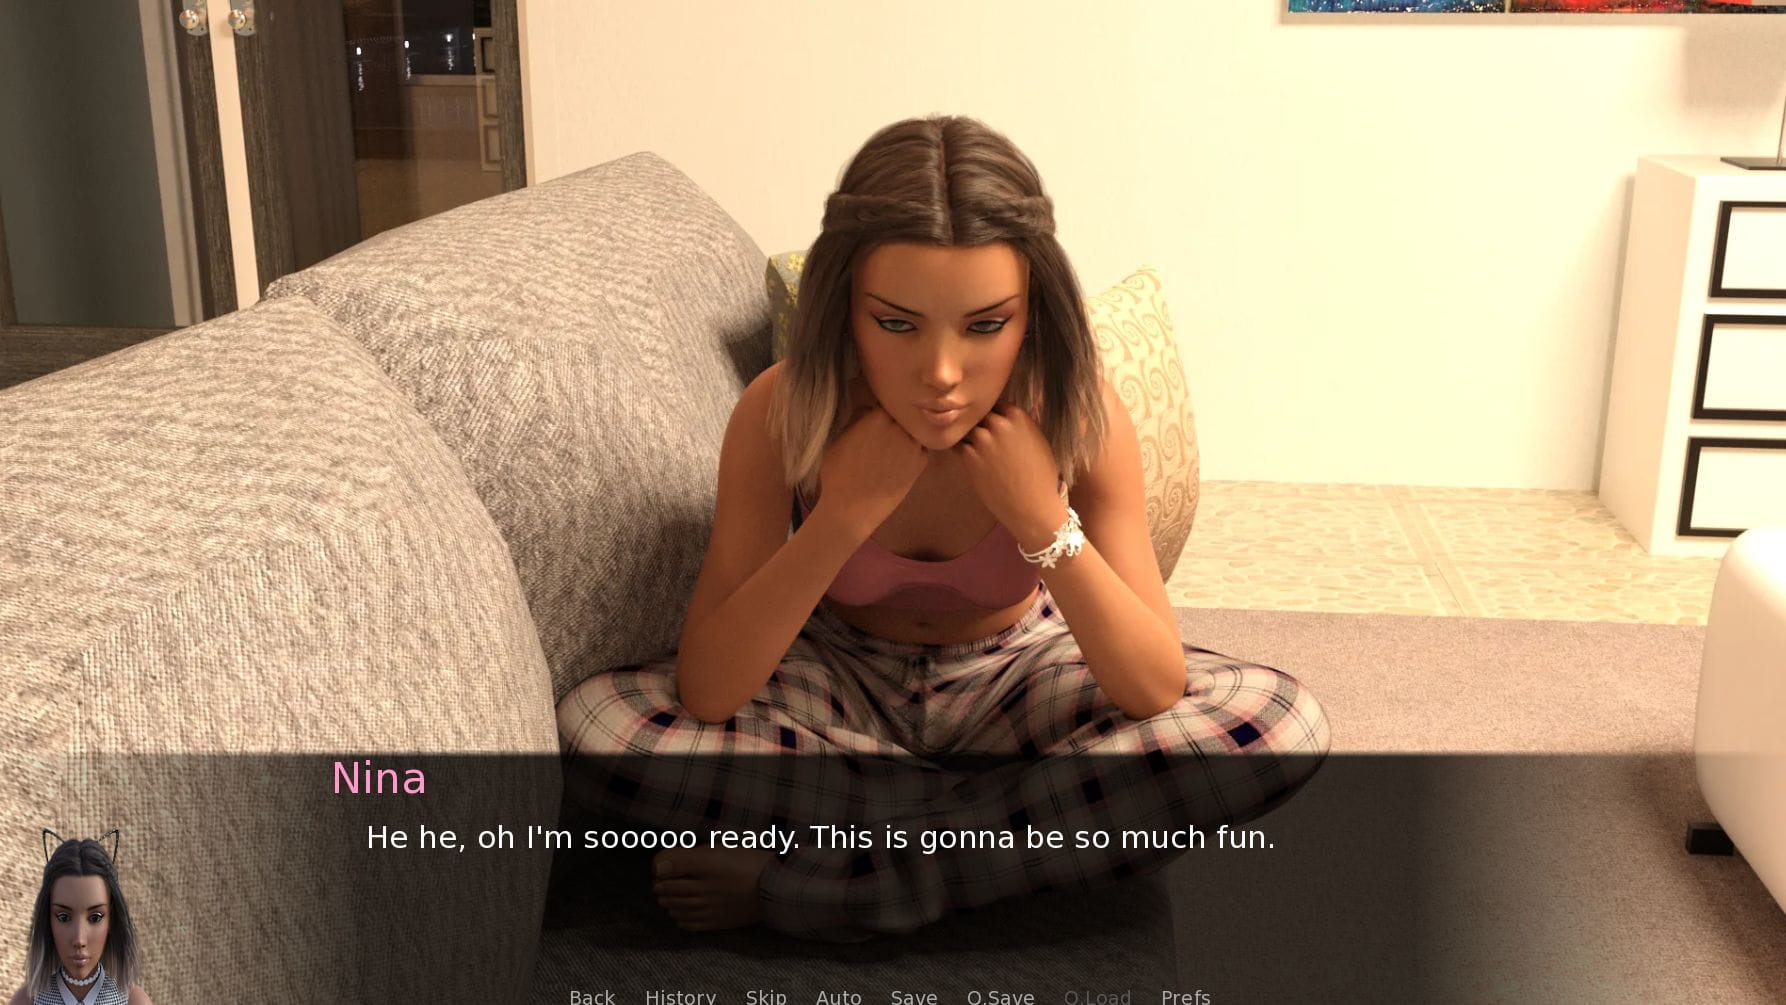 Nina
He he, oh I'm sooooo ready. This is gonna be so much fun.
Back History Skip Auto Save Q.Save Q.Load Prefs